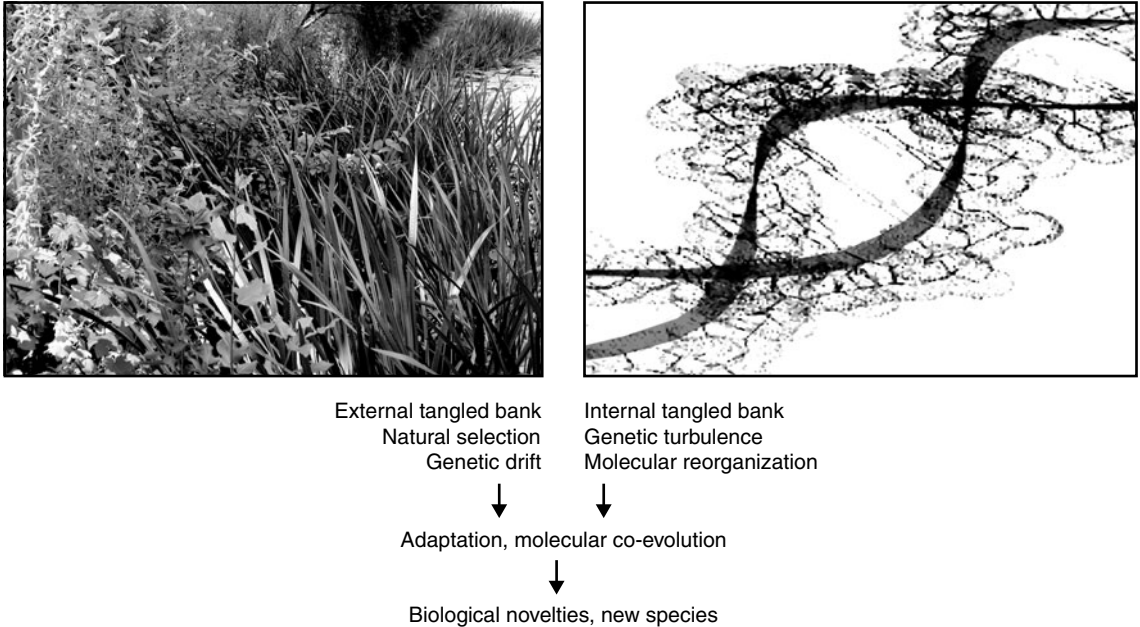 External tangled bank
Natural selection
Genetic drift
Internal tangled bank
Genetic turbulence
Molecular reorganization
Adaptation, molecular co-evolution
Biological novelties, new species